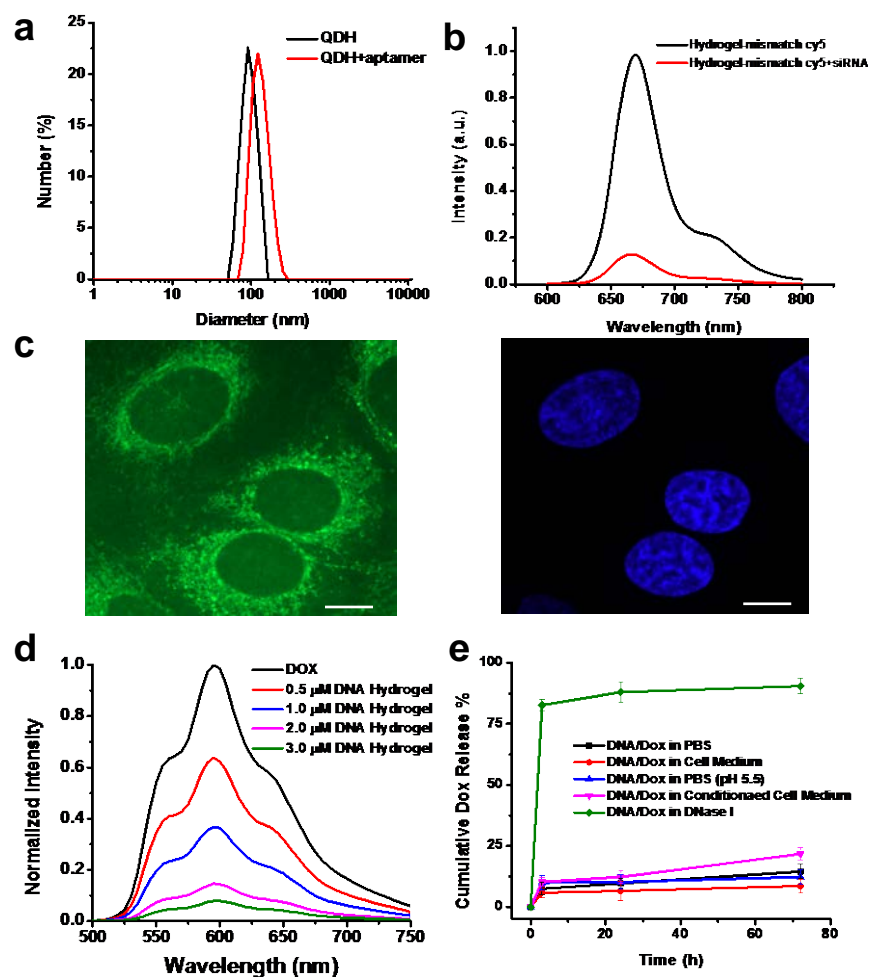 a
QDH
QDH+aptamer
25
20
15
10
5
0
Number (%)
1
10
100
1000
10000
Diameter (nm)
b
Hydrogel-mismatch cy5
Hydrogel-mismatch cy5+siRNA
1.0
0.8
0.6
0.4
0.2
0.0
Intensity (a.u.)
600
650
700
750
800
Wavelength (nm)
c
d
DOX
0.5 μM DNA Hydrogel
1.0 μM DNA Hydrogel
2.0 μM DNA Hydrogel
3.0 μM DNA Hydrogel
1.0
0.8
0.6
0.4
0.2
0.0
Normalized Intensity
500
550
600
650
700
750
Wavelength (nm)
e
100
75
50
25
0
Cumulative Dox Release %
DNA/Dox in PBS
DNA/Dox in Cell Medium
DNA/Dox in PBS (pH 5.5)
DNA/Dox in Conditionaed Cell Medium
DNA/Dox in DNase I
0
20
40
60
80
Time (h)